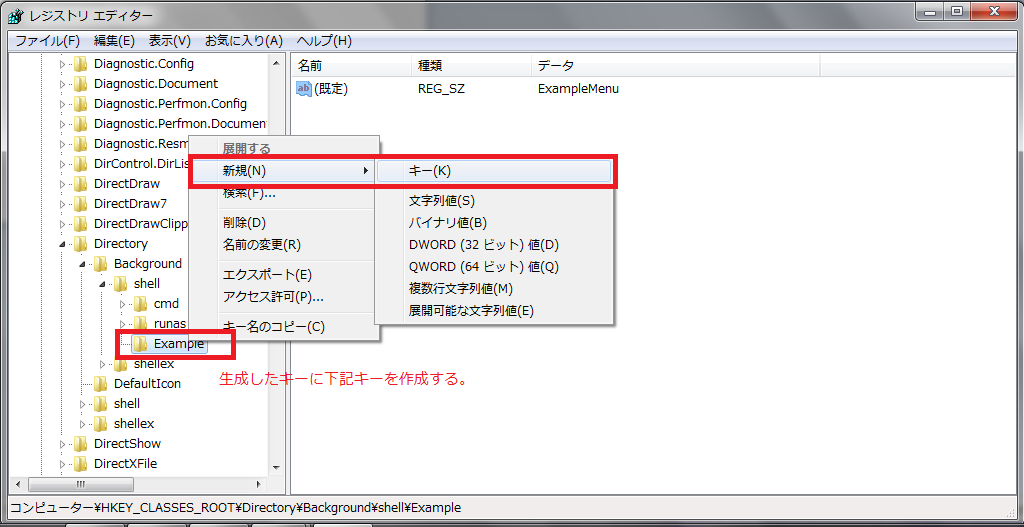 レジストリ エディター
ファイル(F) 編集(E) 表示(V) お気に入り(A) ヘルプ(H)
Diagnostic.Config
Diagnostic.Document
Diagnostic.Perfmon.Config
Diagnostic.Perfmon.Documen
Diagnostic.Resm
DirControl.DirLis
DirectDraw
DirectDraw7
DirectDrawClipp
Directory
Background
shell
cmd
runas
Example
shellex
DefaultIcon
shell
shellex
DirectShow
DirectXFile
名前 種類 データ
(既定) REG_SZ ExampleMenu
展開する
新規(N)
検索(F)...
削除(D)
名前の変更(R)
エクスポート(E)
アクセス許可(P)...
キー名のコピー(C)
キー(K)
文字列値(S)
バイナリ値(B)
DWORD (32 ビット) 値(D)
QWORD (64 ビット) 値(Q)
複数行文字列値(M)
展開可能な文字列値(E)
生成したキーに下記キーを作成する。
コンピューター¥HKEY_CLASSES_ROOT¥Directory¥Background¥shell¥Example